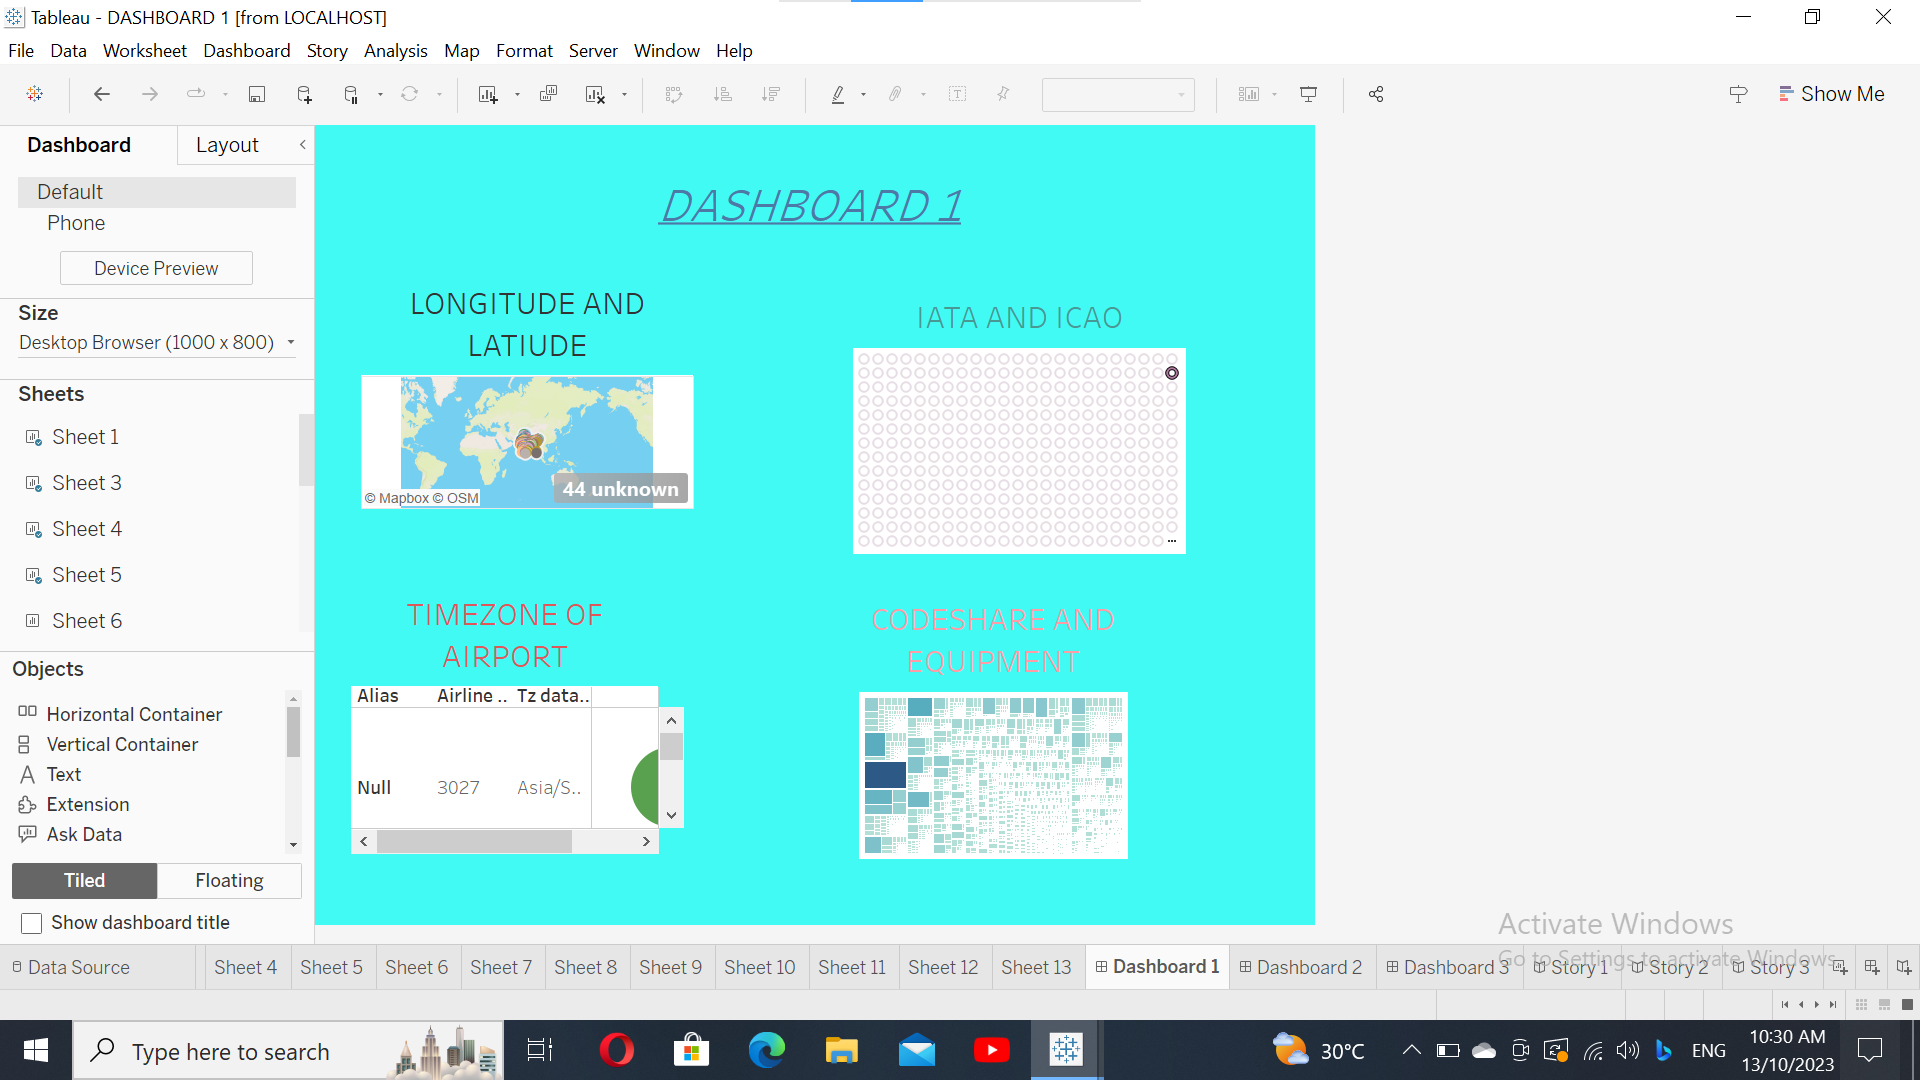 Tableau - DASHBOARD 1 [from LOCALHOST]
File Data Worksheet Dashboard Story Analysis Map Format Server Window Help
Show Me
Dashboard Layout
Default
Phone
Device Preview
Size
Desktop Browser (1000 x 800)
Sheets
Sheet 1
Sheet 3
Sheet 4
Sheet 5
Sheet 6
Objects
Horizontal Container
Vertical Container
Text
Extension
Ask Data
Tiled Floating
Show dashboard title
DASHBOARD 1
LONGITUDE AND
LATIUDE
44 unknown
© Mapbox © OSM
IATA AND ICAO
TIMEZONE OF
AIRPORT
Alias Airline .. Tz data..
Null 3027 Asia/S..
CODESHARE AND
EQUIPMENT
Activate Windows
Go to Settings to activate Windows.
Data Source Sheet 4 Sheet 5 Sheet 6 Sheet 7 Sheet 8 Sheet 9 Sheet 10 Sheet 11 Sheet 12 Sheet 13 Dashboard 1 Dashboard 2 Dashboard 3 Story 1 Story 2 Story 3
Type here to search
30°C
ENG
10:30 AM
13/10/2023